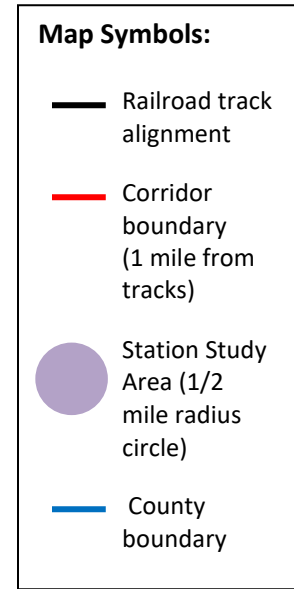 Map Symbols:
Railroad track
alignment
Corridor
boundary
(1 mile from
tracks)
Station Study
Area (1/2
mile radius
circle)
County
boundary